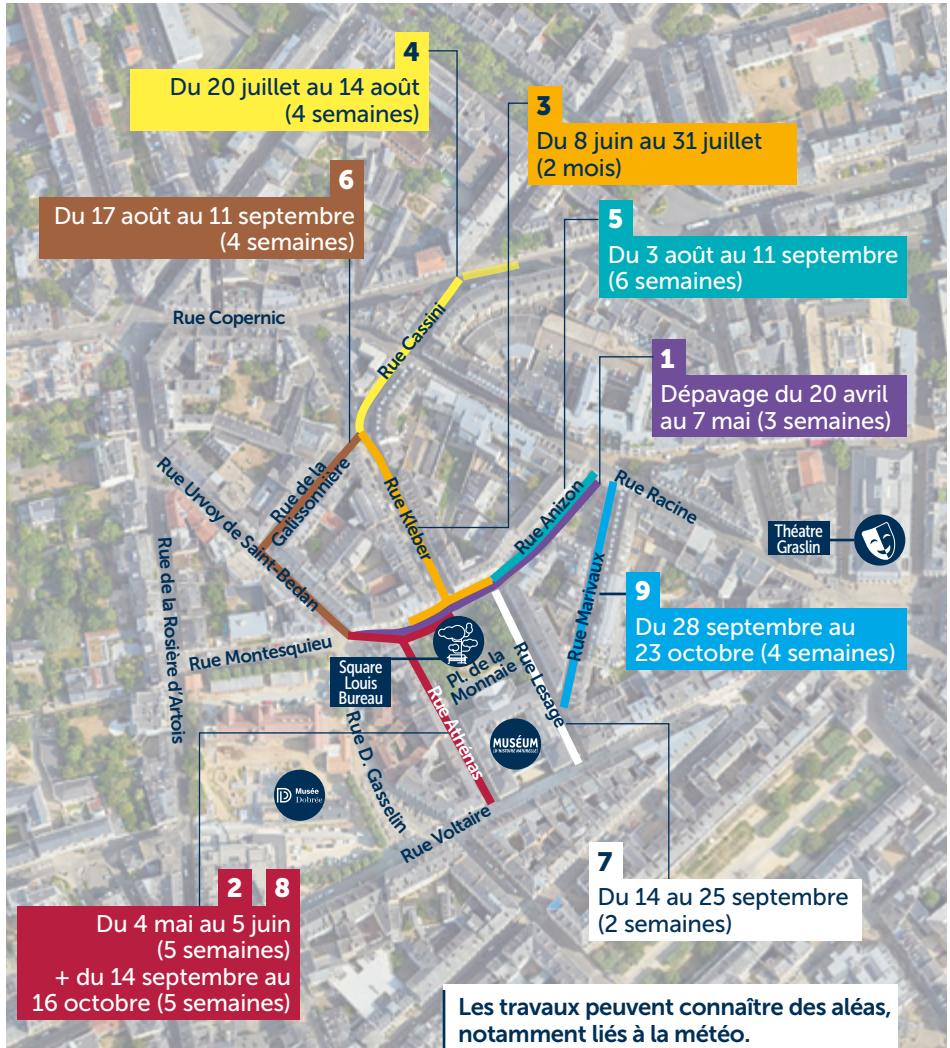 4
Du 20 juillet au 14 août
(4 semaines)
3
Du 8 juin au 31 juillet
(2 mois)
6
Du 17 août au 11 septembre
(4 semaines)
5
Du 3 août au 11 septembre
(6 semaines)
Rue Copernic
Rue Cassini
1
Dépavage du 20 avril
au 7 mai (3 semaines)
Rue de la
Galissonnière
Rue Urvoy de Saint-Bedan
Rue Kléber
Rue Anizon
Rue Racine
Théatre
Graslin
Rue de la Rosière d'Artois
Rue Marivaux
9
Du 28 septembre au
23 octobre (4 semaines)
Rue Montesquieu
Square
Louis
Bureau
Pl. de la
Monnaie
Rue Lesage
Rue Athénas
MUSÉUM
D'HISTOIRE NATURELLE
Rue D. Gasselin
Musée
Dobrée
Rue Voltaire
7
Du 14 au 25 septembre
(2 semaines)
2 8
Du 4 mai au 5 juin
(5 semaines)
+ du 14 septembre au
16 octobre (5 semaines)
Les travaux peuvent connaître des aléas,
notamment liés à la météo.